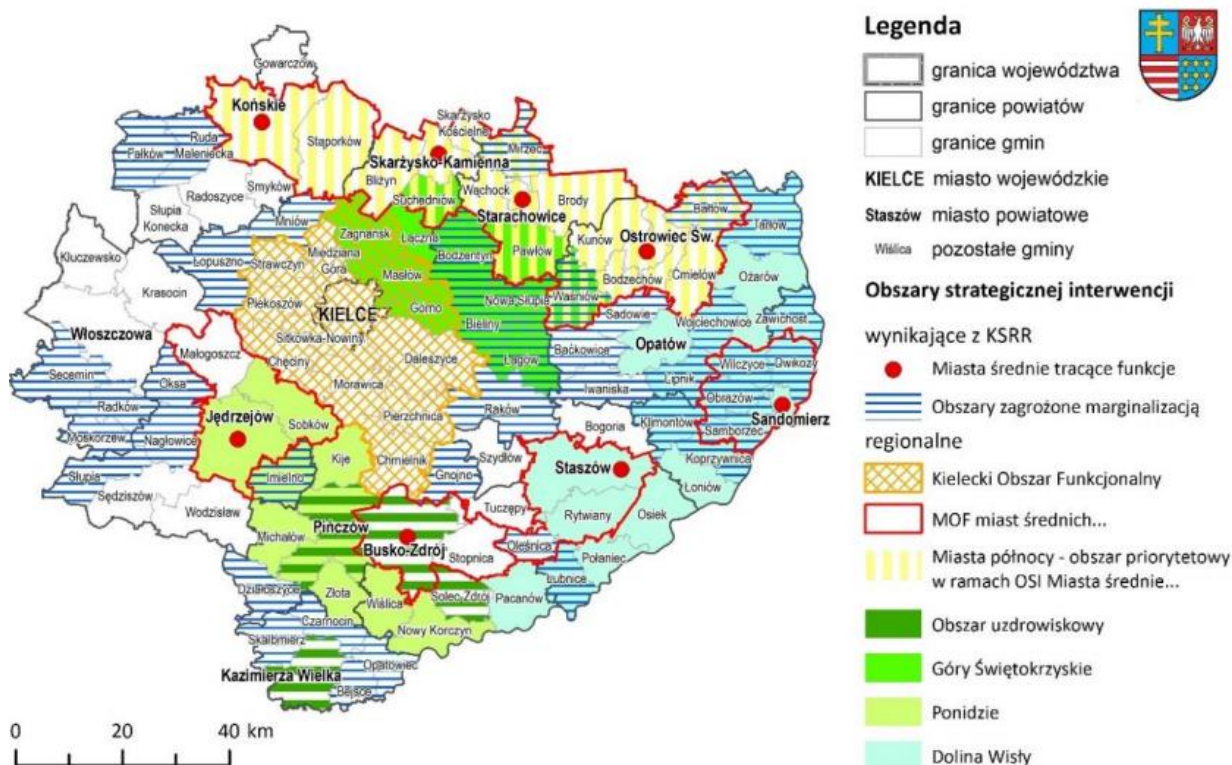 Gowarczów
Końskie
Stąporków
Ruda
Maleniecka
Fałków
Radoszyce
Smyków
Słupia
Konecka
Skarżysko
Kościelne
Skarżysko-Kamienna
Bliżyn
Suchedniów
Mirzec
Wąchock
Starachowice
Brody
Pawłów
Kunów
Ostrowiec Św.
Bodzechów
Ćmielów
Bałtów
Tarłów
Ożarów
Waśniów
Sadowie
Wojciechowice
Zawichost
Opatów
Baćkowice
Iwaniska
Lipnik
Wilczyce
Dwikozy
Obrazów
Sandomierz
Samborzec
Klimontów
Koprzywnica
Łoniów
Kluczewsko
Krasocin
Łopuszno
Mniów
Strawczyn
Miedziana
Góra
Zagnańsk
Łączna
Bodzentyn
Masłów
Górno
Nowa Słupia
Bieliny
Łagów
Piekoszów
KIELCE
Sitkówka-Nowiny
Chęciny
Daleszyce
Morawica
Pierzchnica
Chmielnik
Raków
Bogoria
Szydłów
Gnojno
Staszów
Rytwiany
Osiek
Włoszczowa
Małogoszcz
Secemin
Oksa
Radków
Moskorzew
Nagłowice
Jędrzejów
Sobków
Słupia
Sędziszów
Wodzisław
Imielno
Kije
Pińczów
Michałów
Busko-Zdrój
Tuczępy
Stopnica
Oleśnica
Połaniec
Łubnice
Pacanów
Solec-Zdrój
Działoszyce
Złota
Wiślica
Nowy Korczyn
Czarnocin
Skalbmierz
Opatowiec
Kazimierza Wielka
Bejsce
0 20 40 km
Legenda
granica województwa
granice powiatów
granice gmin
KIELCE miasto wojewódzkie
Staszów miasto powiatowe
Wiślica pozostałe gminy
Obszary strategicznej interwencji
wynikające z KSRR
Miasta średnie tracące funkcje
Obszary zagrożone marginalizacją
regionalne
Kielecki Obszar Funkcjonalny
MOF miast średnich...
Miasta północy - obszar priorytetowy
w ramach OSI Miasta średnie...
Obszar uzdrowiskowy
Góry Świętokrzyskie
Ponidzie
Dolina Wisły